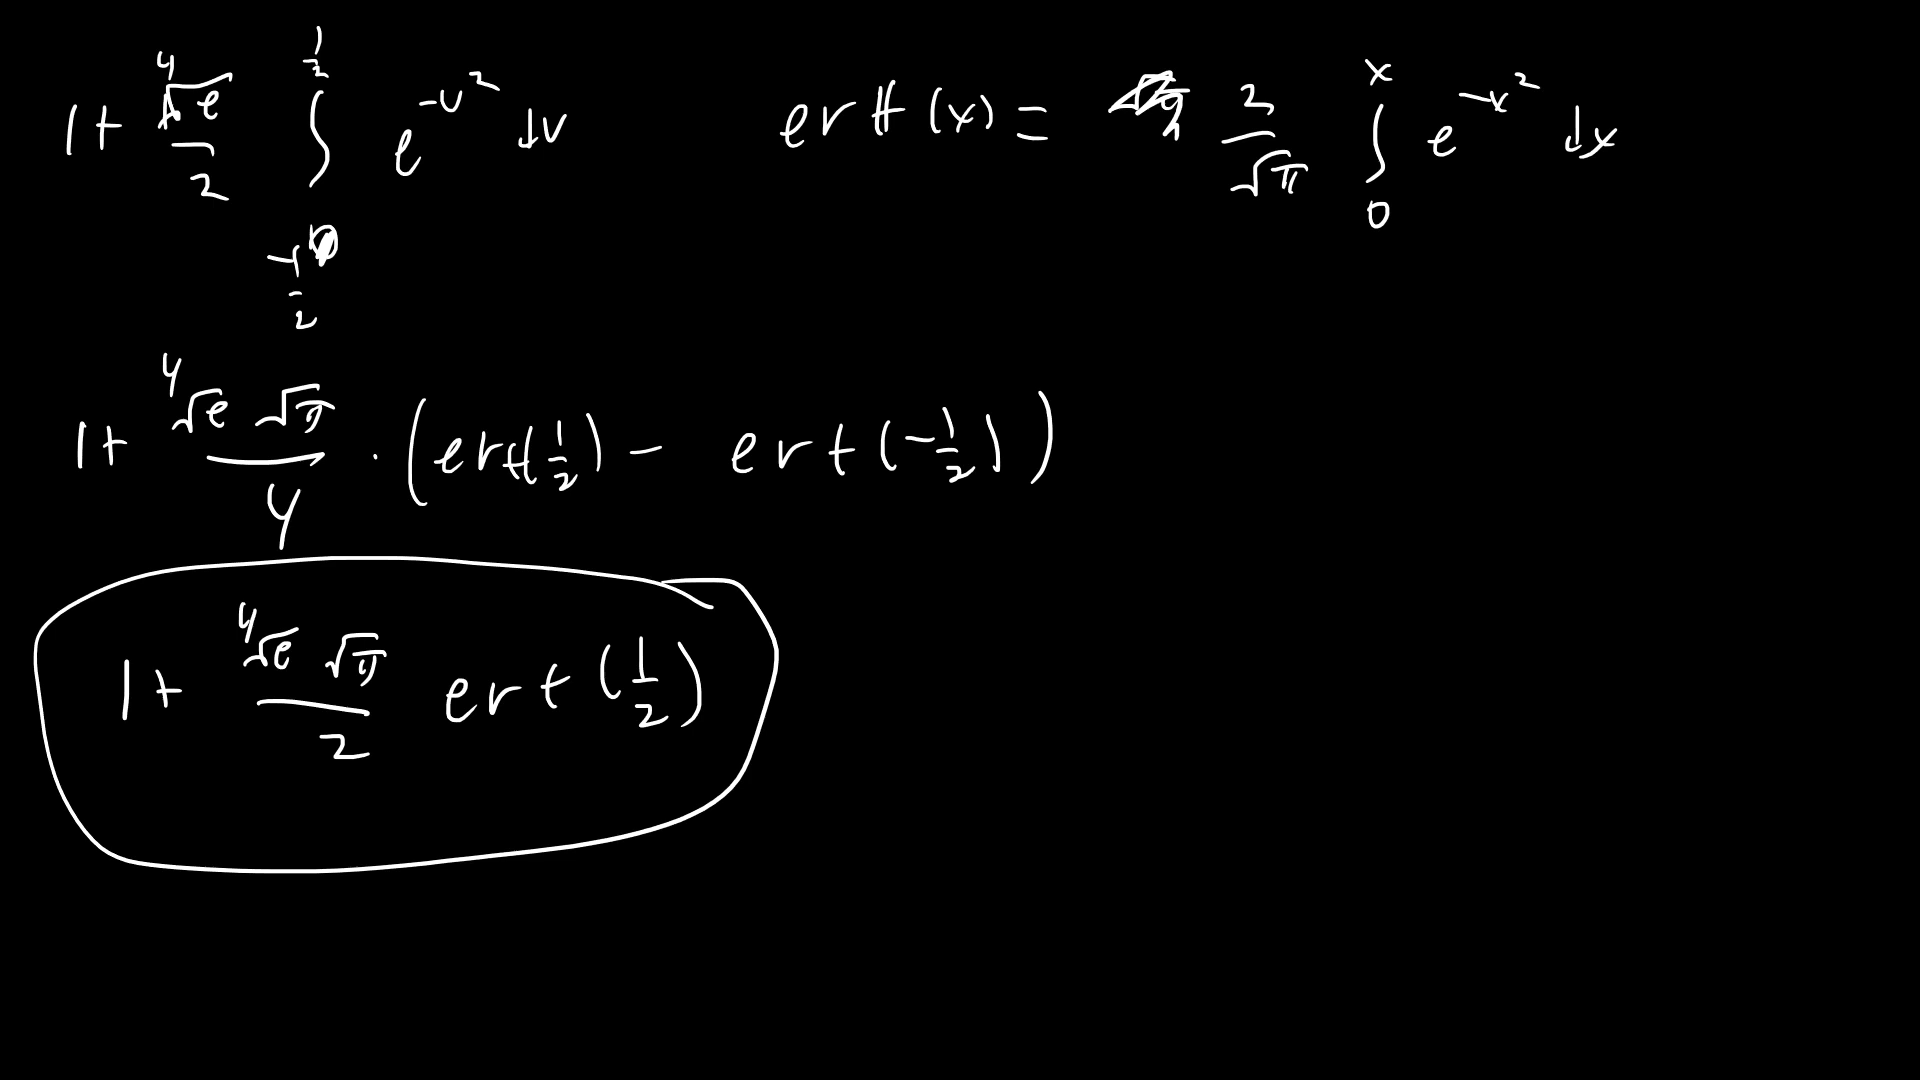 1 + ⁴√e/2 ∫_{-1/2}^{1/2} e^{-u²} du    erf(x) = 2/√π ∫_0^x e^{-x²} dx
1 + ⁴√e √π/4 · (erf(1/2) - erf(-1/2))
1 + ⁴√e √π/2 erf(1/2)